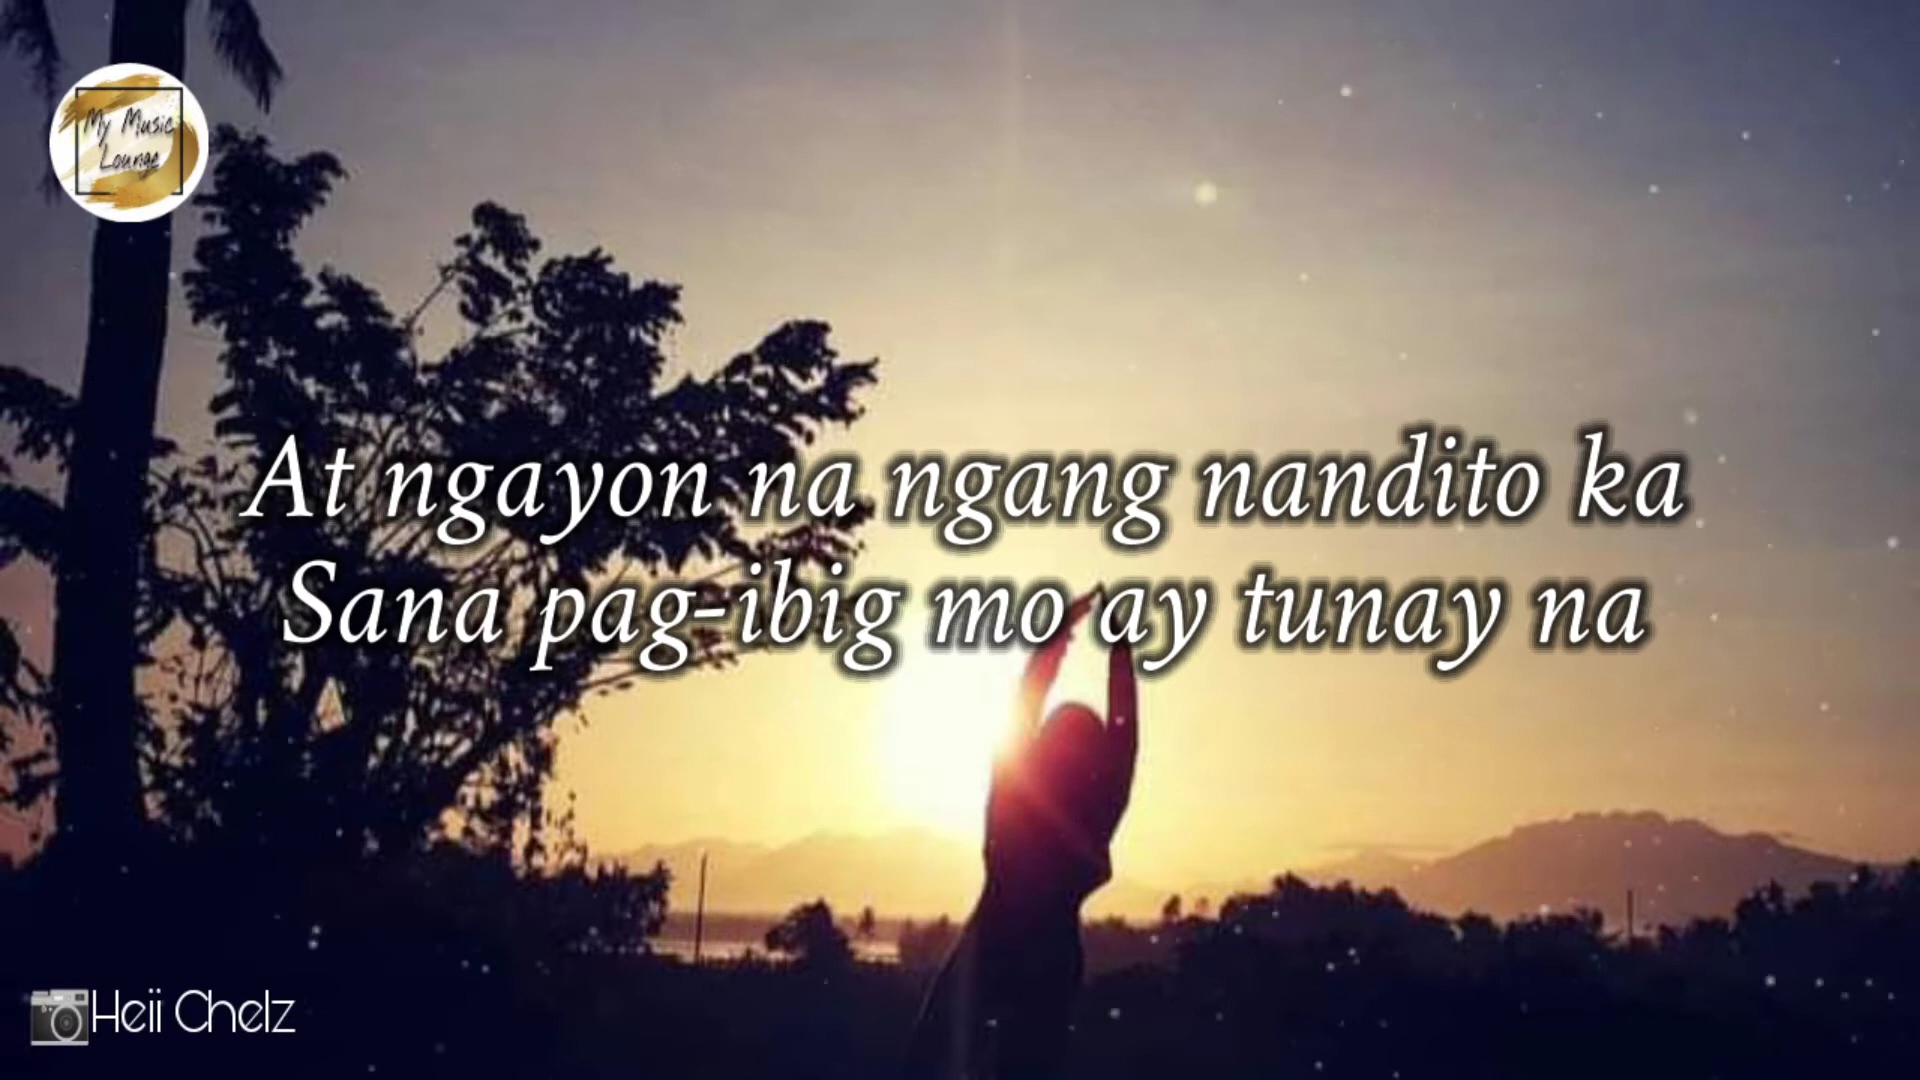 My Music
Lounge
At ngayon na ngang nandito ka
Sana pag-ibig mo ay tunay na
Heii Chelz